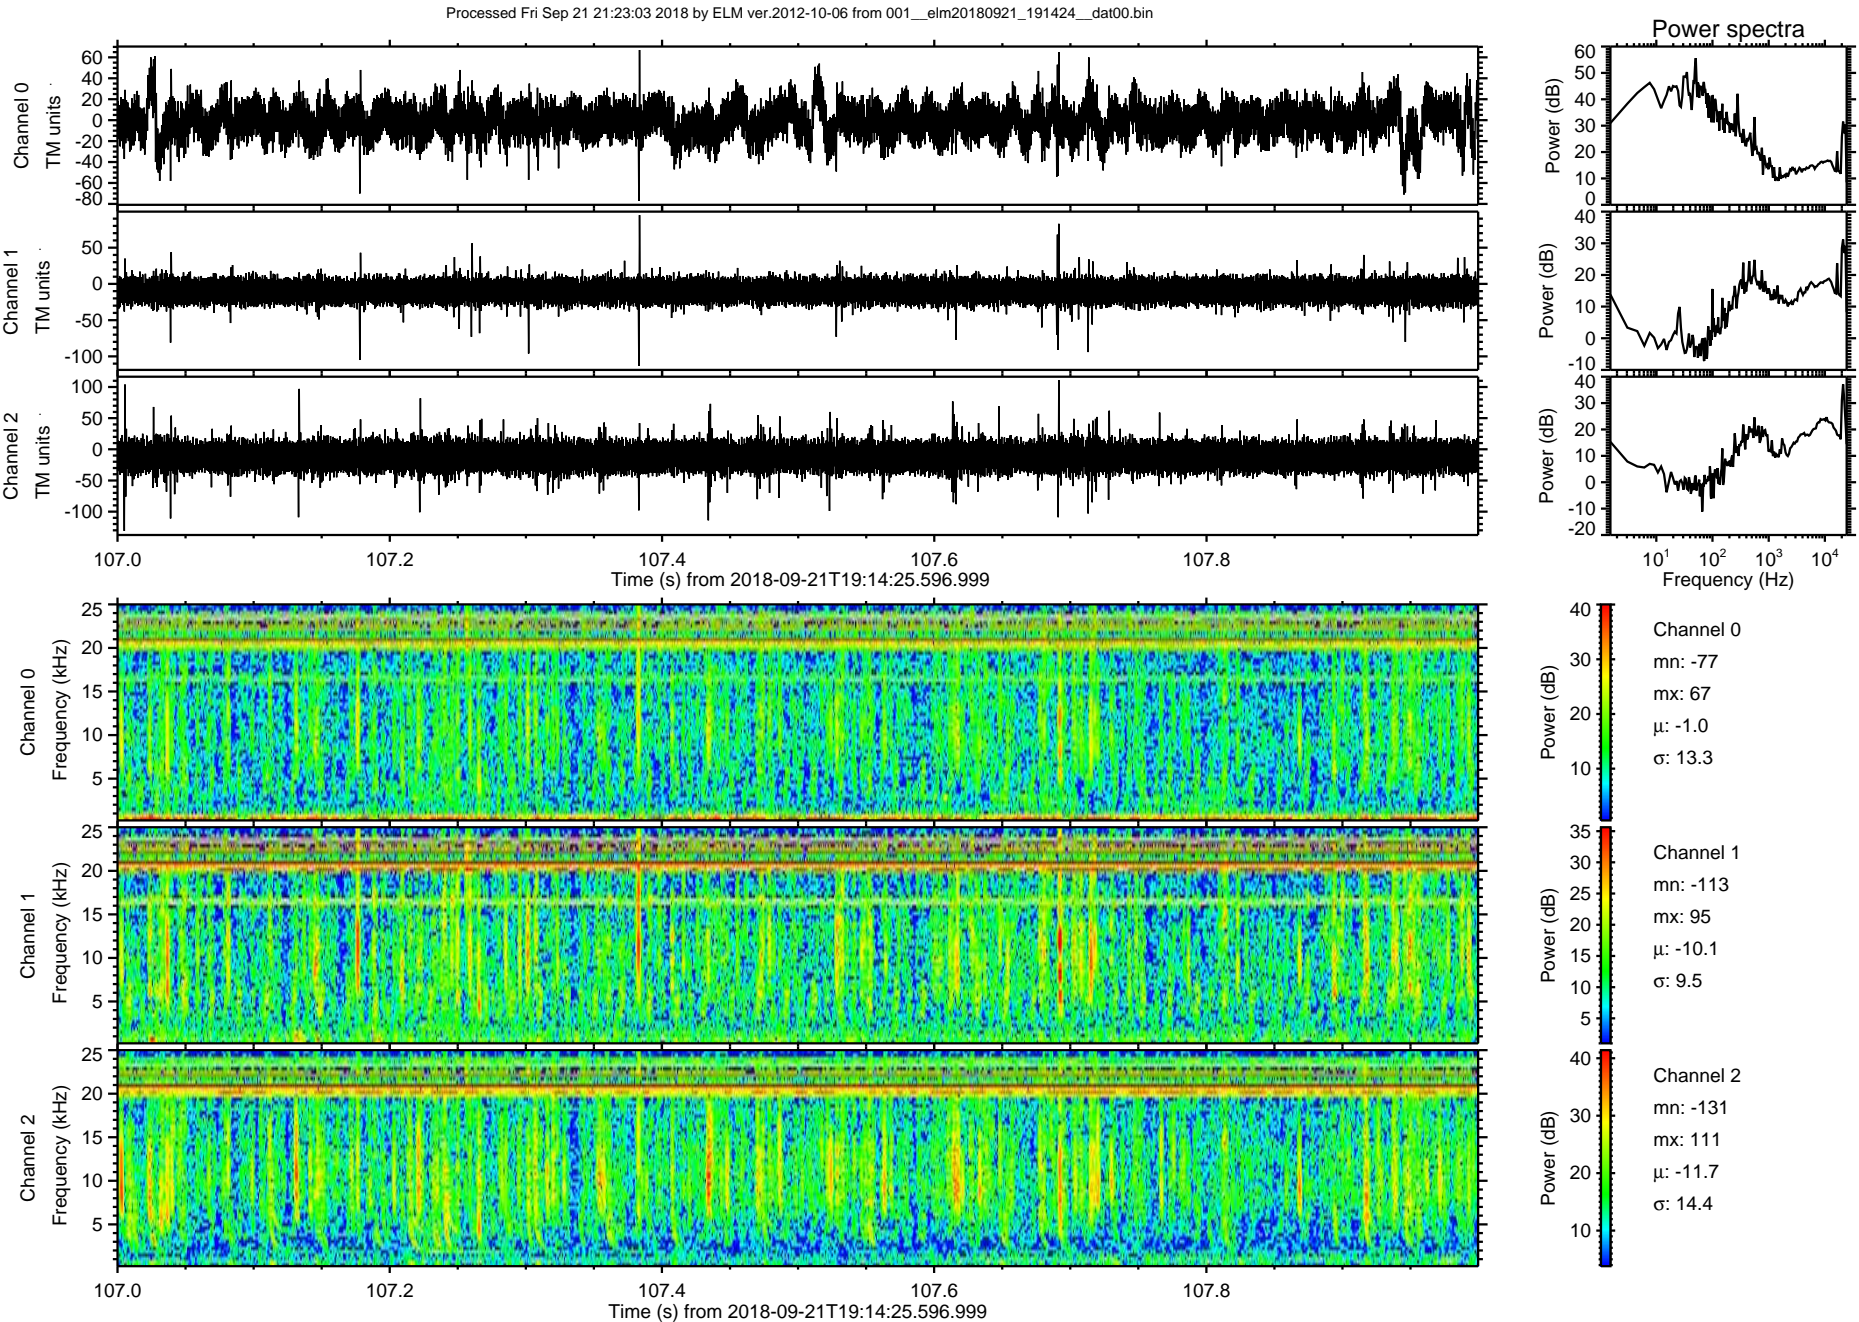 Processed Fri Sep 21 21:23:03 2018 by ELM ver.2012-10-06 from 001__elm20180921_191424__dat00.bin
Power spectra
Channel 0
TM units
60
40
20
0
-20
-40
-60
-80
Power (dB)
60
50
40
30
20
10
0
Channel 1
TM units
50
0
-50
-100
Power (dB)
40
30
20
10
0
-10
Channel 2
TM units
100
50
0
-50
-100
Power (dB)
40
30
20
10
0
-10
-20
107.0 107.2 107.4 107.6 107.8
Time (s) from 2018-09-21T19:14:25.596.999
10¹ 10² 10³ 10⁴
Frequency (Hz)
Channel 0
Frequency (kHz)
25
20
15
10
5
Power (dB)
40
30
20
10
Channel 0
mn: -77
mx: 67
μ: -1.0
σ: 13.3
Channel 1
Frequency (kHz)
25
20
15
10
5
Power (dB)
35
30
25
20
15
10
5
Channel 1
mn: -113
mx: 95
μ: -10.1
σ: 9.5
Channel 2
Frequency (kHz)
25
20
15
10
5
Power (dB)
40
30
20
10
Channel 2
mn: -131
mx: 111
μ: -11.7
σ: 14.4
107.0 107.2 107.4 107.6 107.8
Time (s) from 2018-09-21T19:14:25.596.999